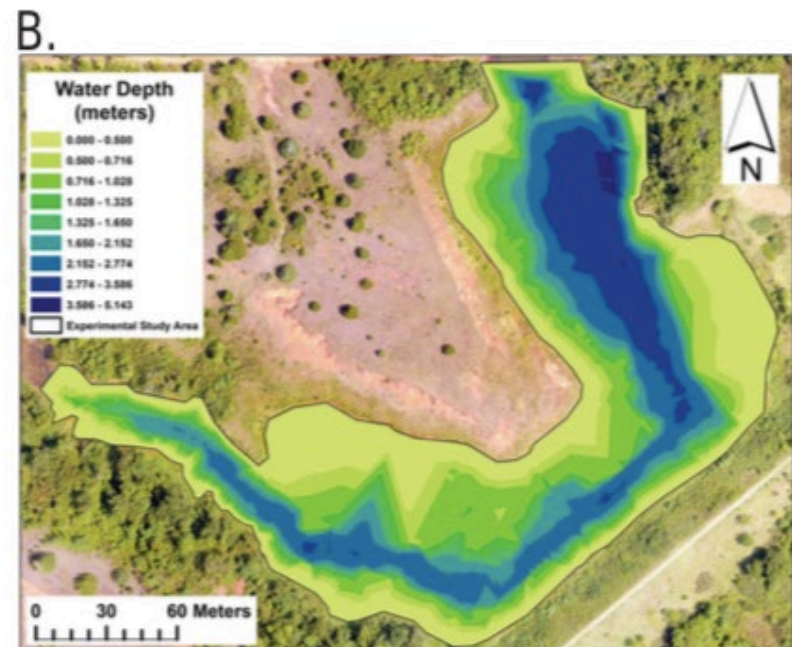 B.
Water Depth
(meters)
0.000 - 0.500
0.500 - 0.716
0.716 - 1.028
1.028 - 1.325
1.325 - 1.650
1.650 - 2.152
2.152 - 2.774
2.774 - 3.586
3.586 - 5.143
Experimental Study Area
N
0 30 60 Meters